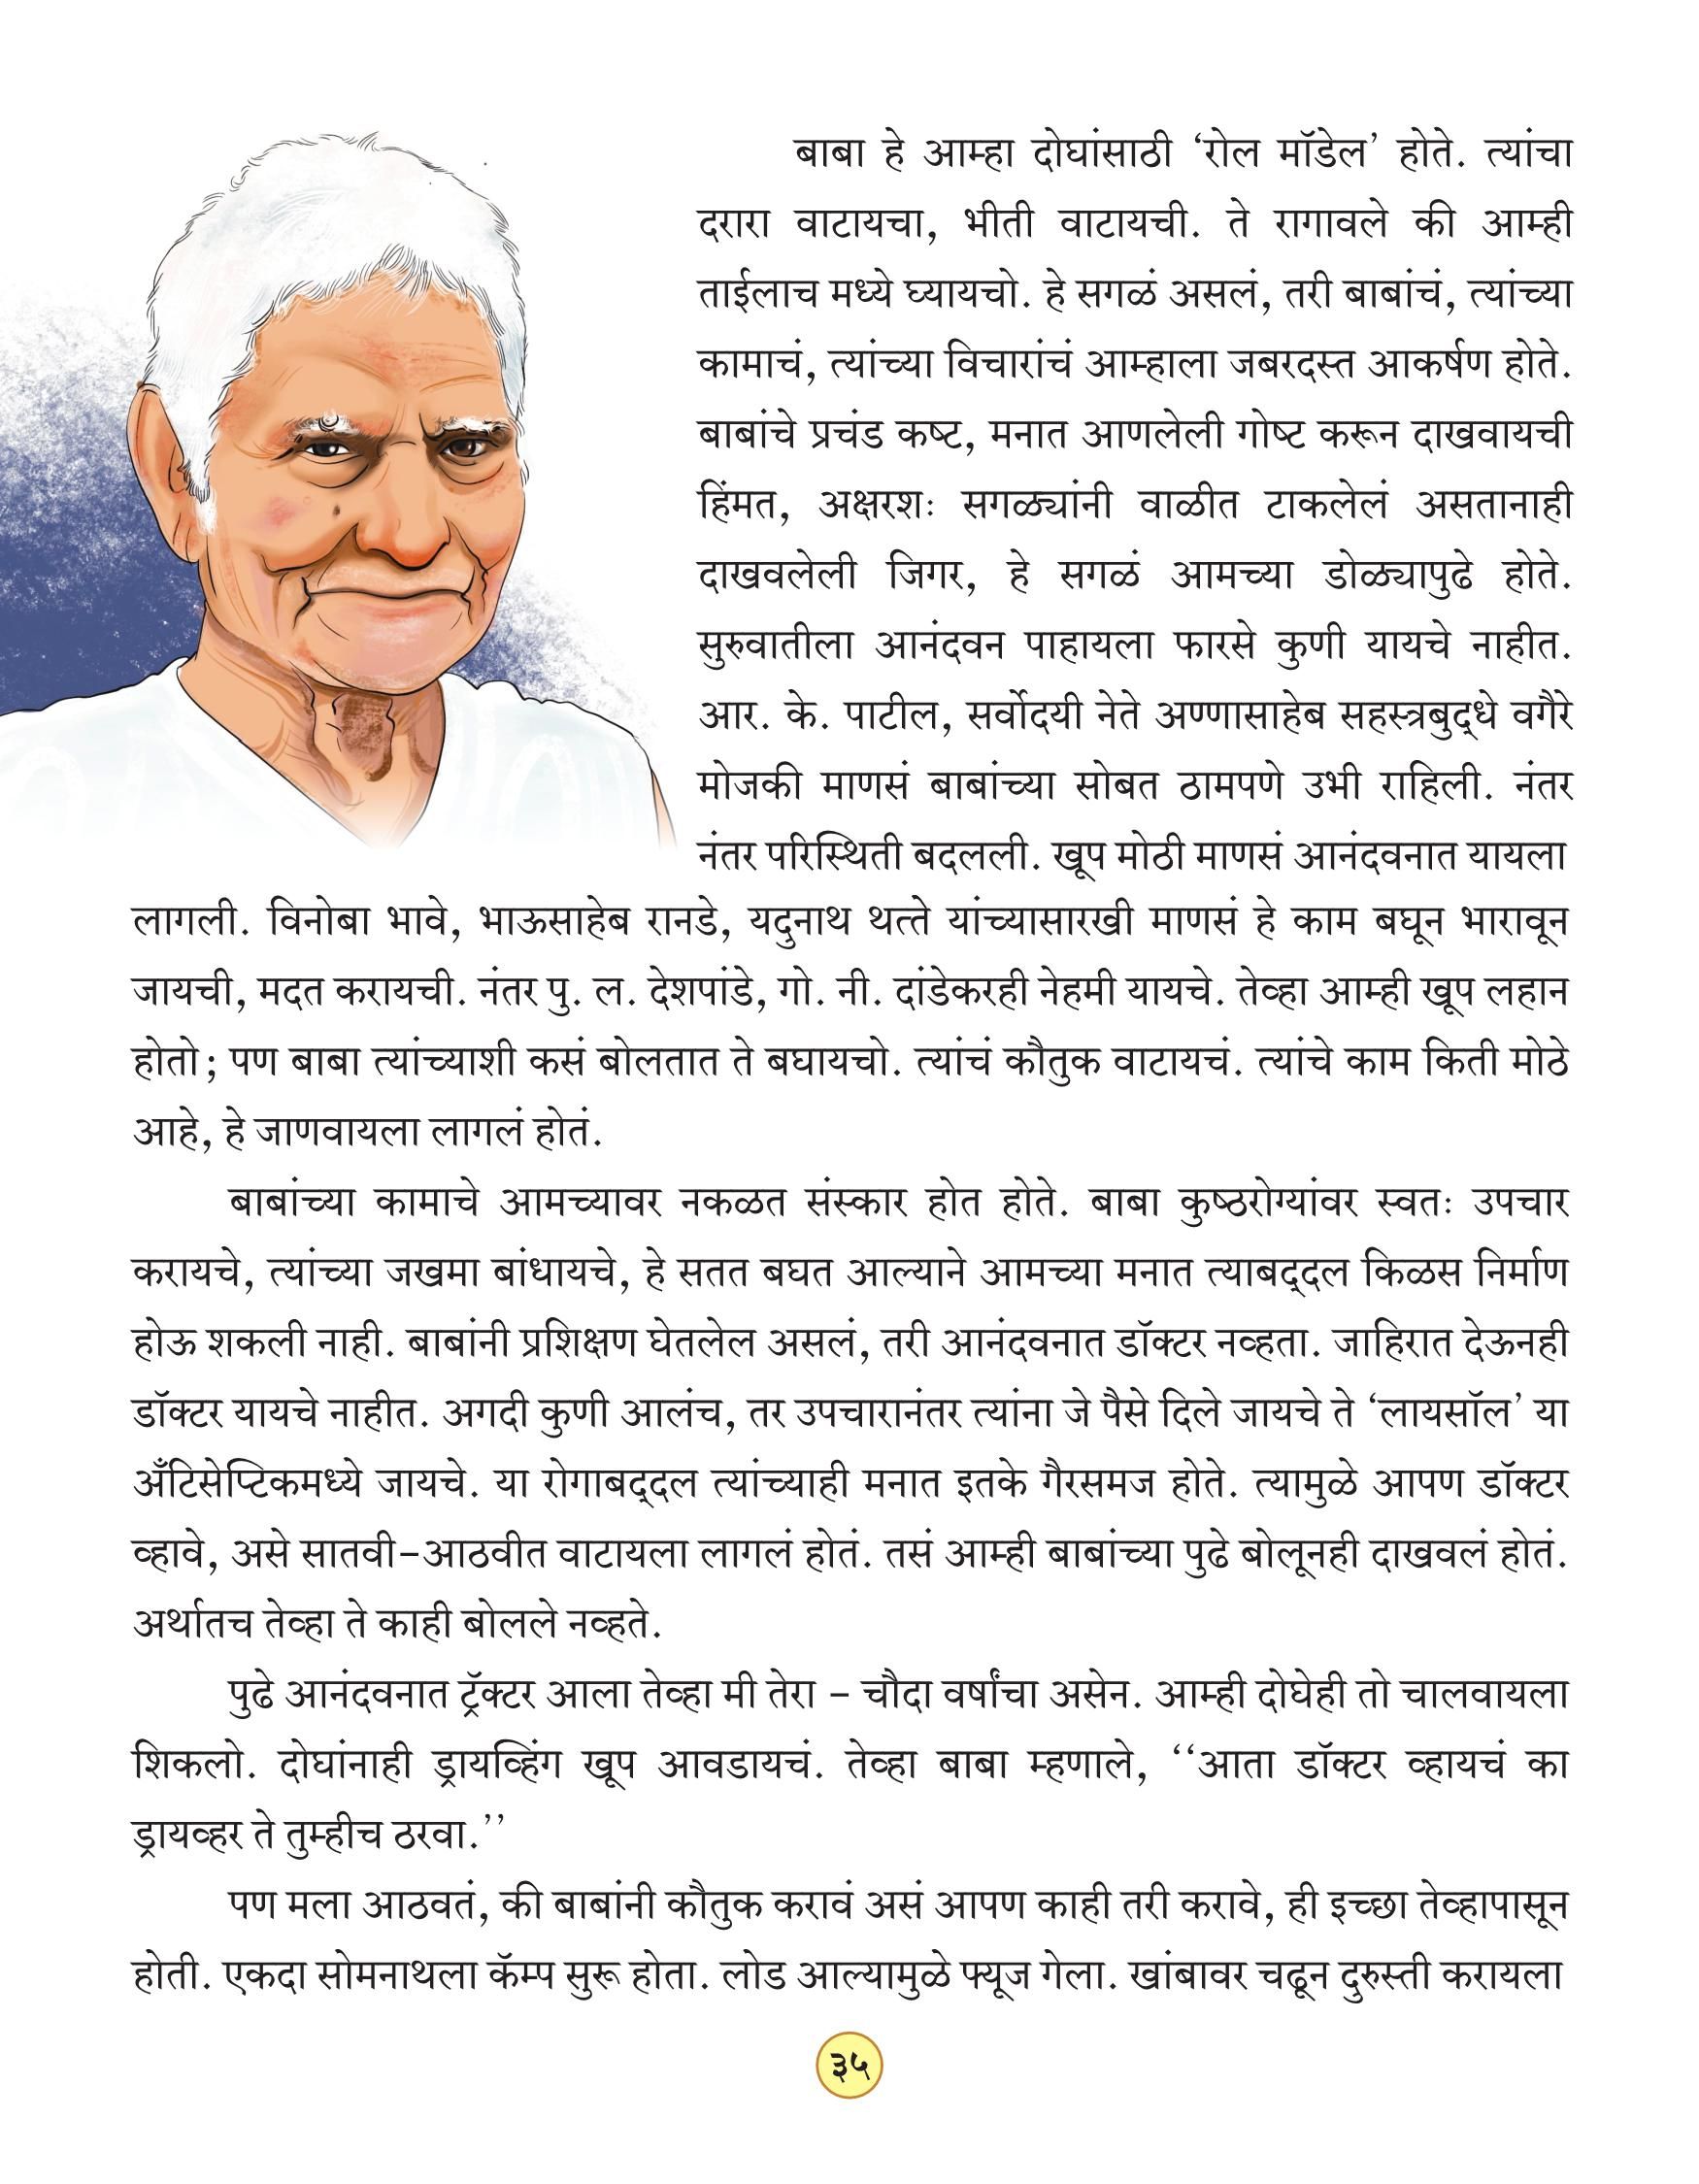 बाबा हे आम्हा दोघांसाठी ‘रोल मॉडेल’ होते. त्यांचा
दरारा वाटायचा, भीती वाटायची. ते रागावले की आम्ही
ताईलाच मध्ये घ्यायचो. हे सगळं असलं, तरी बाबांचं, त्यांच्या
कामाचं, त्यांच्या विचारांचं आम्हाला जबरदस्त आकर्षण होते.
बाबांचे प्रचंड कष्ट, मनात आणलेली गोष्ट करून दाखवायची
हिंमत, अक्षरशः सगळ्यांनी वाळीत टाकलेलं असतानाही
दाखवलेली जिगर, हे सगळं आमच्या डोळ्यापुढे होते.
सुरुवातीला आनंदवन पाहायला फारसे कुणी यायचे नाहीत.
आर. के. पाटील, सर्वोदयी नेते अण्णासाहेब सहस्त्रबुद्धे वगैरे
मोजकी माणसं बाबांच्या सोबत ठामपणे उभी राहिली. नंतर
नंतर परिस्थिती बदलली. खूप मोठी माणसं आनंदवनात यायला
लागली. विनोबा भावे, भाऊसाहेब रानडे, यदुनाथ थत्ते यांच्यासारखी माणसं हे काम बघून भारावून
जायची, मदत करायची. नंतर पु. ल. देशपांडे, गो. नी. दांडेकरही नेहमी यायचे. तेव्हा आम्ही खूप लहान
होतो; पण बाबा त्यांच्याशी कसं बोलतात ते बघायचो. त्यांचं कौतुक वाटायचं. त्यांचे काम किती मोठे
आहे, हे जाणवायला लागलं होतं.
बाबांच्या कामाचे आमच्यावर नकळत संस्कार होत होते. बाबा कुष्ठरोग्यांवर स्वतः उपचार
करायचे, त्यांच्या जखमा बांधायचे, हे सतत बघत आल्याने आमच्या मनात त्याबद्दल किळस निर्माण
होऊ शकली नाही. बाबांनी प्रशिक्षण घेतलेल असलं, तरी आनंदवनात डॉक्टर नव्हता. जाहिरात देऊनही
डॉक्टर यायचे नाहीत. अगदी कुणी आलंच, तर उपचारानंतर त्यांना जे पैसे दिले जायचे ते ‘लायसॉल’ या
अँटिसेप्टिकमध्ये जायचे. या रोगाबद्दल त्यांच्याही मनात इतके गैरसमज होते. त्यामुळे आपण डॉक्टर
व्हावे, असे सातवी-आठवीत वाटायला लागलं होतं. तसं आम्ही बाबांच्या पुढे बोलूनही दाखवलं होतं.
अर्थातच तेव्हा ते काही बोलले नव्हते.
पुढे आनंदवनात ट्रॅक्टर आला तेव्हा मी तेरा - चौदा वर्षांचा असेन. आम्ही दोघेही तो चालवायला
शिकलो. दोघांनाही ड्रायव्हिंग खूप आवडायचं. तेव्हा बाबा म्हणाले, ‘‘आता डॉक्टर व्हायचं का
ड्रायव्हर ते तुम्हीच ठरवा.’’
पण मला आठवतं, की बाबांनी कौतुक करावं असं आपण काही तरी करावे, ही इच्छा तेव्हापासून
होती. एकदा सोमनाथला कॅम्प सुरू होता. लोड आल्यामुळे फ्यूज गेला. खांबावर चढून दुरुस्ती करायला
३५